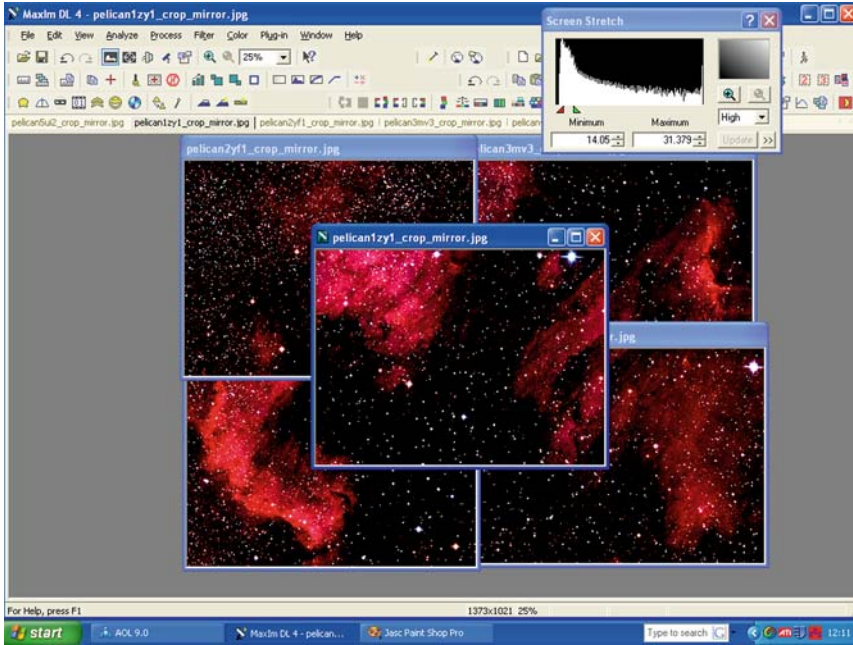 MaxIm DL 4 - pelican1zy1_crop_mirror.jpg
File Edit View Analyze Process Filter Color Plug-in Window Help
25%
pelican5ui2_crop_mirror.jpg pelican1zy1_crop_mirror.jpg pelican2yf1_crop_mirror.jpg pelican3mv3_crop_mirror.jpg pelican
Screen Stretch
Minimum Maximum
14.05 31.379
High
Update >>
pelican2yf1_crop_mirror.jpg
elican3mv3_
pelican1zy1_crop_mirror.jpg
r.jpg
For Help, press F1
1373x1021 25%
start
AOL 9.0
MaxIm DL 4 - pelican...
Jasc Paint Shop Pro
Type to search
ATI
12:11